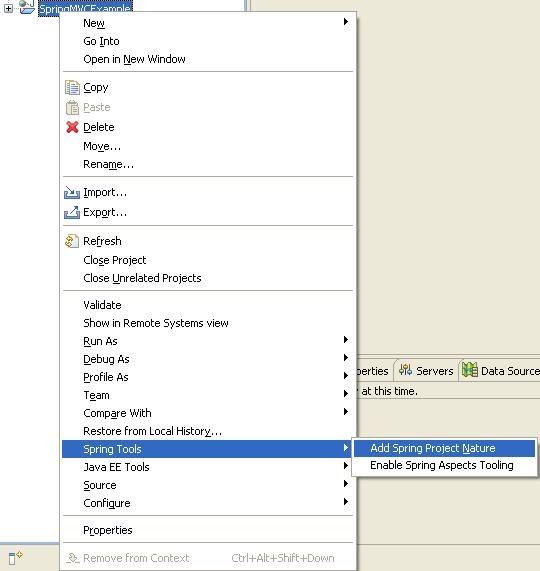 SpringMVCExample
New
Go Into
Open in New Window
Copy
Paste
Delete
Move...
Rename...
Import...
Export...
Refresh
Close Project
Close Unrelated Projects
Validate
Show in Remote Systems view
Run As
Debug As
Profile As
perties Servers Data Source
Team
y at this time.
Compare With
Restore from Local History...
Spring Tools
Add Spring Project Nature
Java EE Tools
Enable Spring Aspects Tooling
Source
Configure
Properties
Remove from Context Ctrl+Alt+Shift+Down